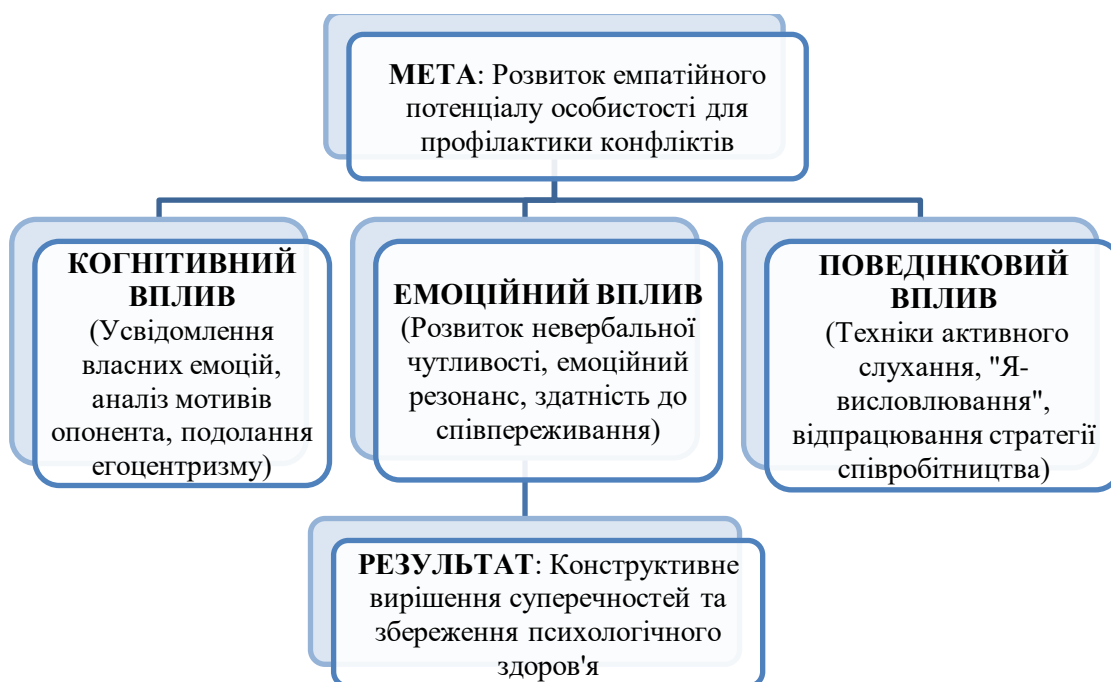 МЕТА: Розвиток емпатійного
потенціалу особистості для
профілактики конфліктів
КОГНІТИВНИЙ
ВПЛИВ
(Усвідомлення
власних емоцій,
аналіз мотивів
опонента, подолання
егоцентризму)
ЕМОЦІЙНИЙ ВПЛИВ
(Розвиток невербальної
чутливості, емоційний
резонанс, здатність до
співпереживання)
ПОВЕДІНКОВИЙ
ВПЛИВ
(Техніки активного
слухання, "Я-
висловлювання",
відпрацювання стратегії
співробітництва)
РЕЗУЛЬТАТ: Конструктивне
вирішення суперечностей та
збереження психологічного
здоров'я